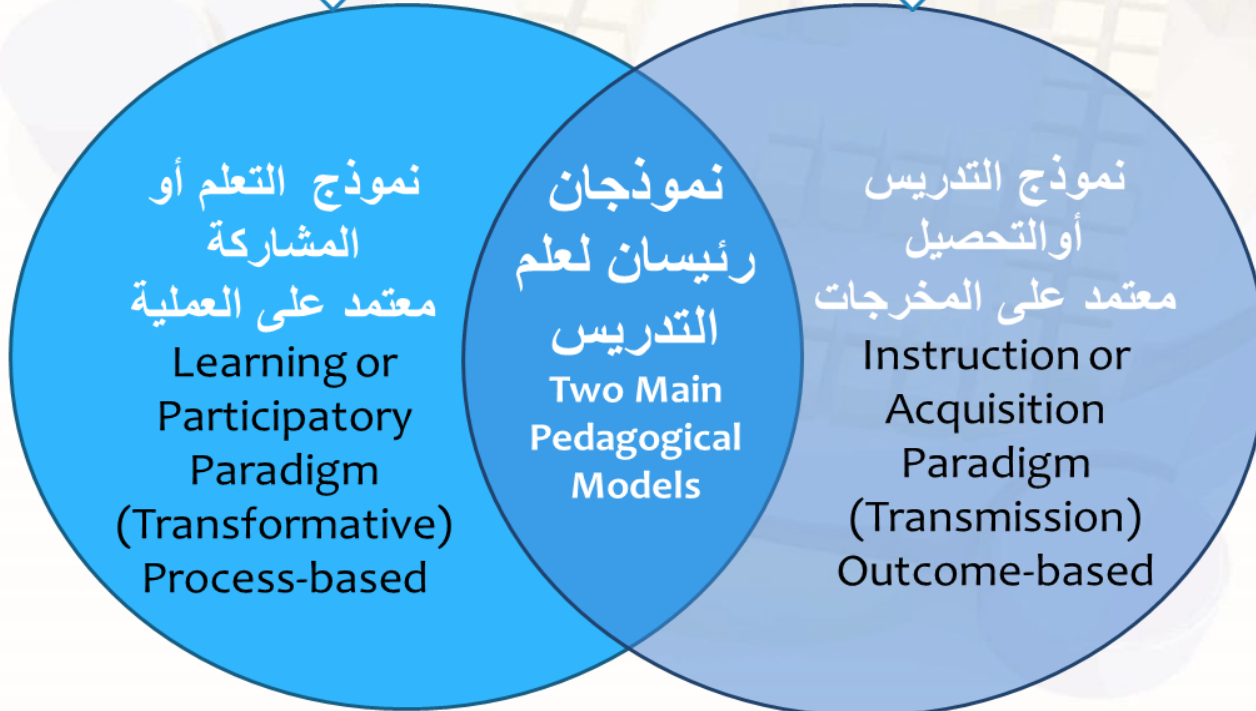 نموذج التعلم أو
المشاركة
معتمد على العملية
Learning or
Participatory
Paradigm
(Transformative)
Process-based
نموذجان
رئيسان لعلم
التدريس
Two Main
Pedagogical
Models
نموذج التدريس
أوالتحصيل
معتمد على المخرجات
Instruction or
Acquisition
Paradigm
(Transmission)
Outcome-based